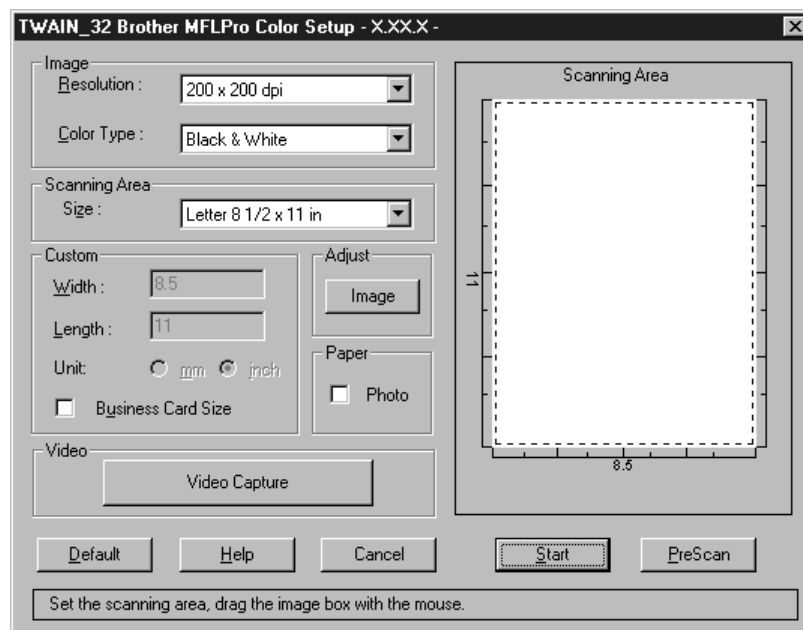 TWAIN_32 Brother MFLPro Color Setup - X.XX.X -
Image
Resolution :
200 x 200 dpi
Color Type :
Black & White
Scanning Area
Size :
Letter 8 1/2 x 11 in
Custom
Width :
8.5
Length :
11
Unit:
mm
inch
Business Card Size
Adjust
Image
Paper
Photo
Video
Video Capture
Scanning Area
11
8.5
Default
Help
Cancel
Start
PreScan
Set the scanning area, drag the image box with the mouse.